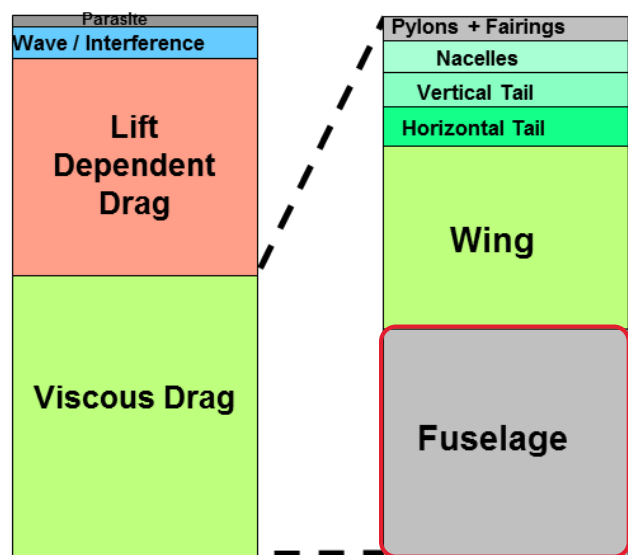 Parasite
Wave / Interference
Lift
Dependent
Drag
Viscous Drag
Pylons + Fairings
Nacelles
Vertical Tail
Horizontal Tail
Wing
Fuselage